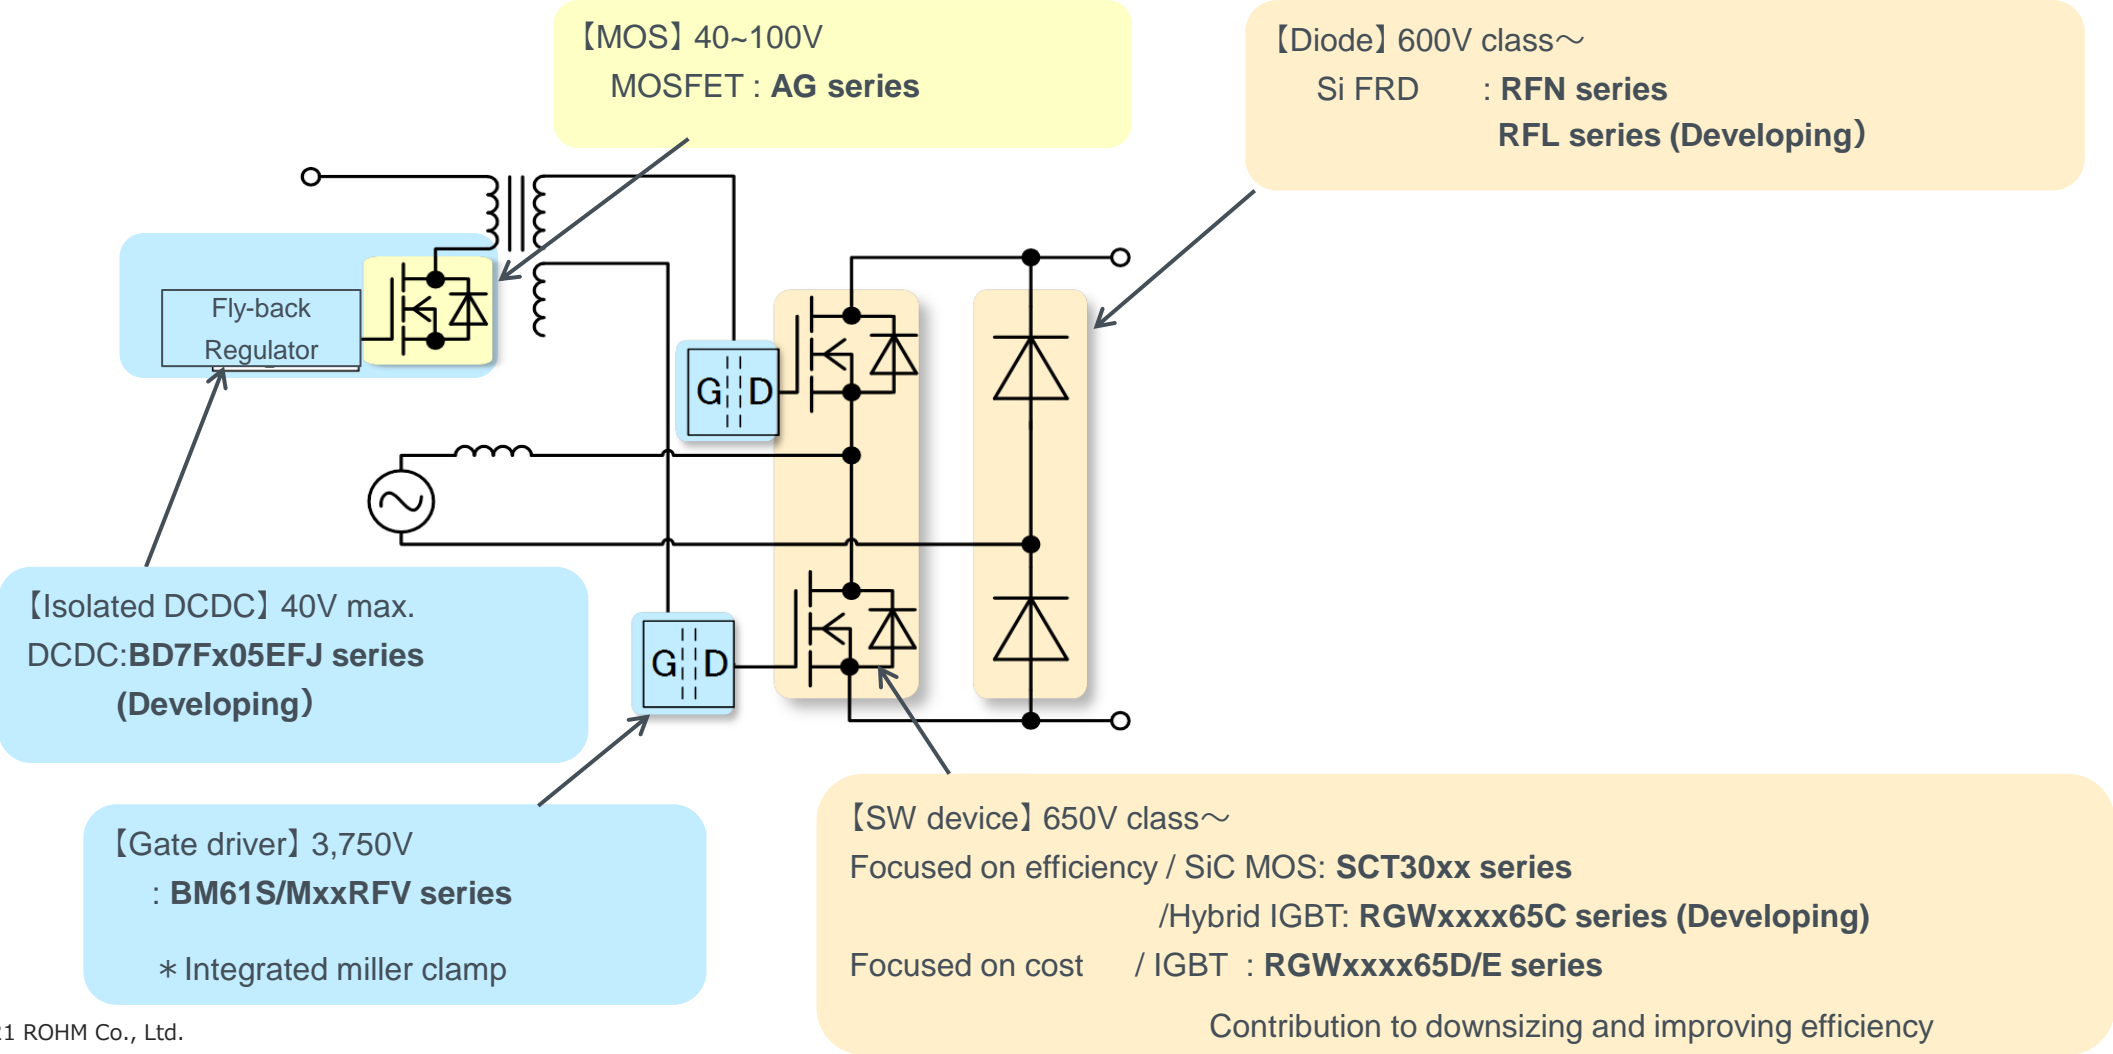 【MOS】 40~100V
MOSFET : AG series
【Diode】 600V class～
Si FRD : RFN series
RFL series (Developing）
Fly-back
Regulator
G D
G D
【Isolated DCDC】 40V max.
DCDC:BD7Fx05EFJ series
(Developing）
【Gate driver】 3,750V
: BM61S/MxxRFV series
＊Integrated miller clamp
【SW device】 650V class～
Focused on efficiency / SiC MOS: SCT30xx series
/Hybrid IGBT: RGWxxxx65C series (Developing)
Focused on cost / IGBT : RGWxxxx65D/E series
Contribution to downsizing and improving efficiency
21 ROHM Co., Ltd.